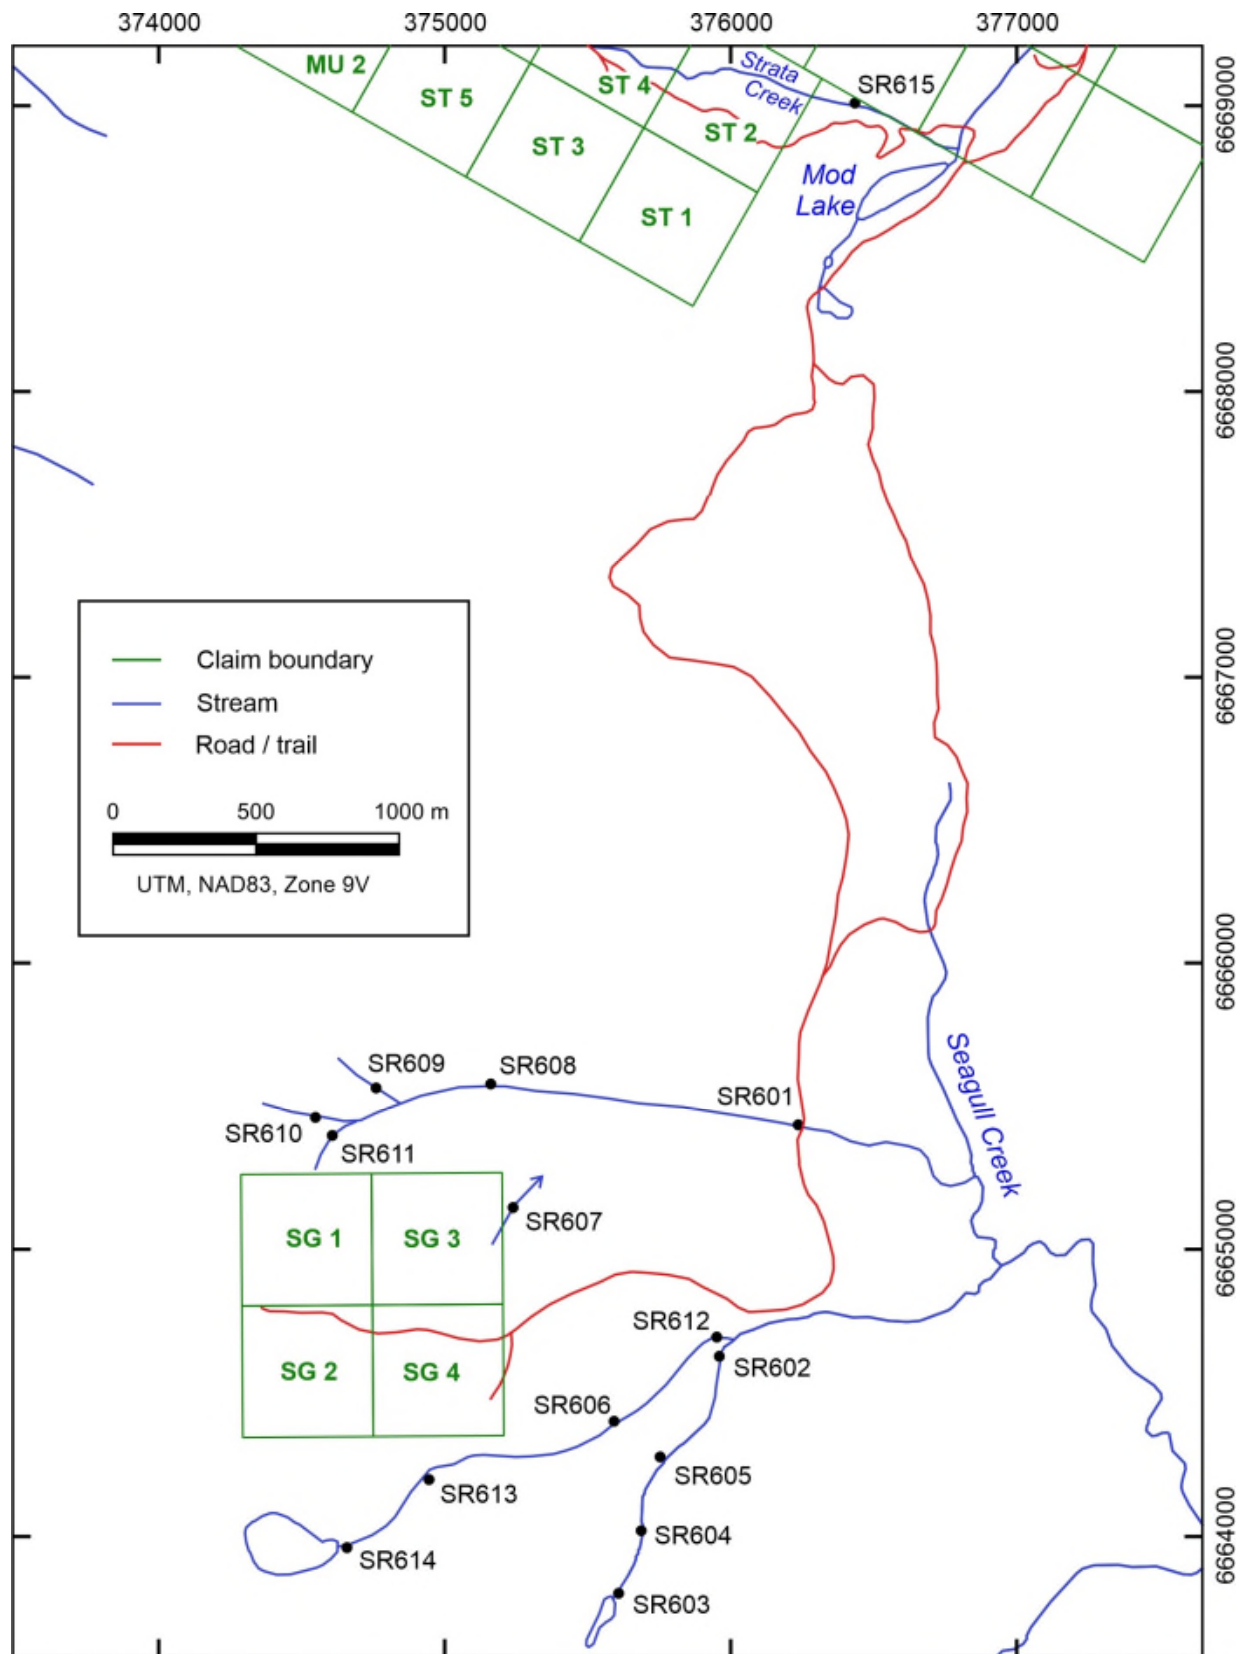 374000
375000
376000
377000
MU 2
ST 5
ST 4
Strata
Creek
SR615
6669000
ST 3
ST 2
Mod
Lake
ST 1
6668000
Claim boundary
Stream
Road / trail
0 500 1000 m
UTM, NAD83, Zone 9V
6667000
6666000
Seagull Creek
SR609
SR608
SR601
SR610
SR611
SR607
SG 1
SG 3
6665000
SR612
SR602
SG 2
SG 4
SR606
SR605
SR613
SR604
SR614
6664000
SR603